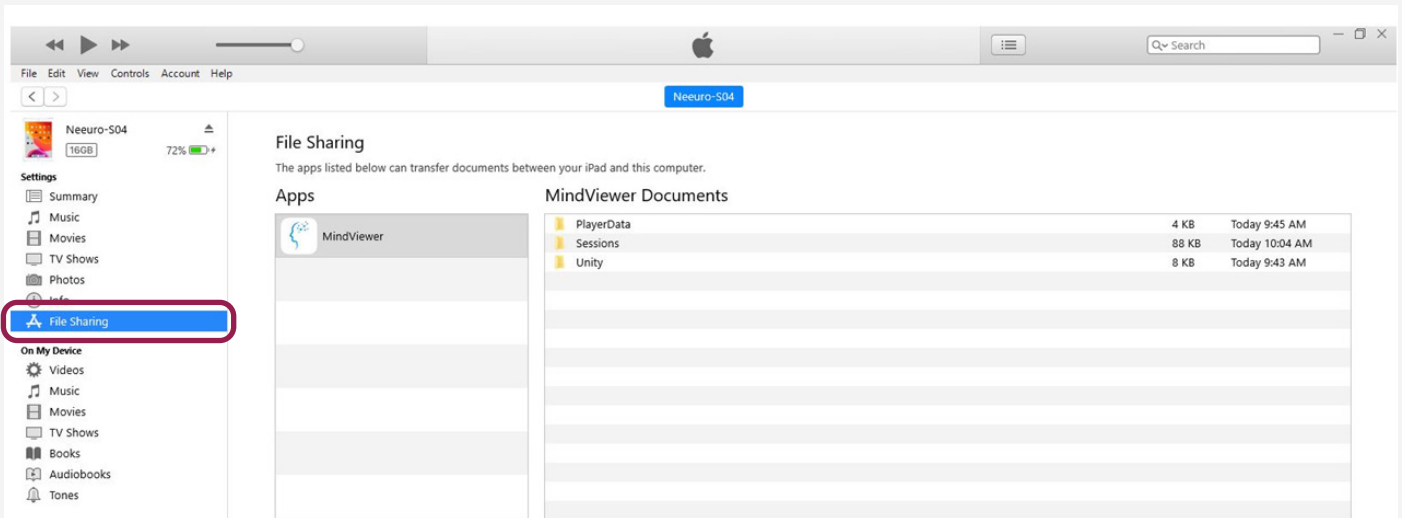 Search
File Edit View Controls Account Help
Neeuro-S04
Neeuro-S04
16GB 72%
Settings
Summary
Music
Movies
TV Shows
Photos
Info
File Sharing
On My Device
Videos
Music
Movies
TV Shows
Books
Audiobooks
Tones
File Sharing
The apps listed below can transfer documents between your iPad and this computer.
Apps
MindViewer
MindViewer Documents
PlayerData 4 KB Today 9:45 AM
Sessions 88 KB Today 10:04 AM
Unity 8 KB Today 9:43 AM